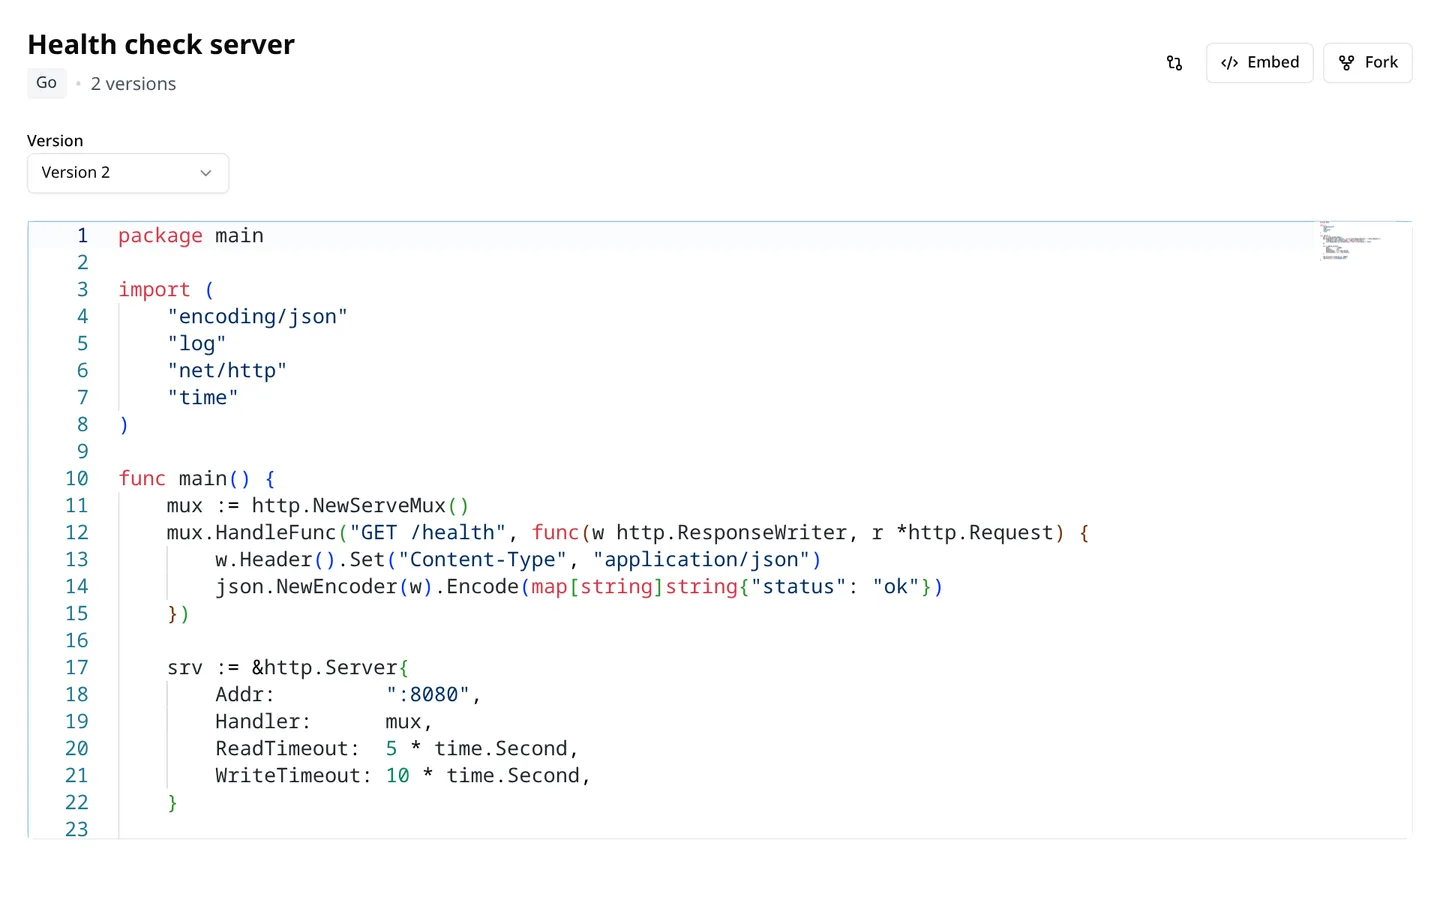 Health check server
Go • 2 versions
Embed
Fork
Version
Version 2
1 package main
2
3 import (
4     "encoding/json"
5     "log"
6     "net/http"
7     "time"
8 )
9
10 func main() {
11     mux := http.NewServeMux()
12     mux.HandleFunc("GET /health", func(w http.ResponseWriter, r *http.Request) {
13         w.Header().Set("Content-Type", "application/json")
14         json.NewEncoder(w).Encode(map[string]string{"status": "ok"})
15     })
16
17     srv := &http.Server{
18         Addr:         ":8080",
19         Handler:      mux,
20         ReadTimeout:  5 * time.Second,
21         WriteTimeout: 10 * time.Second,
22     }
23